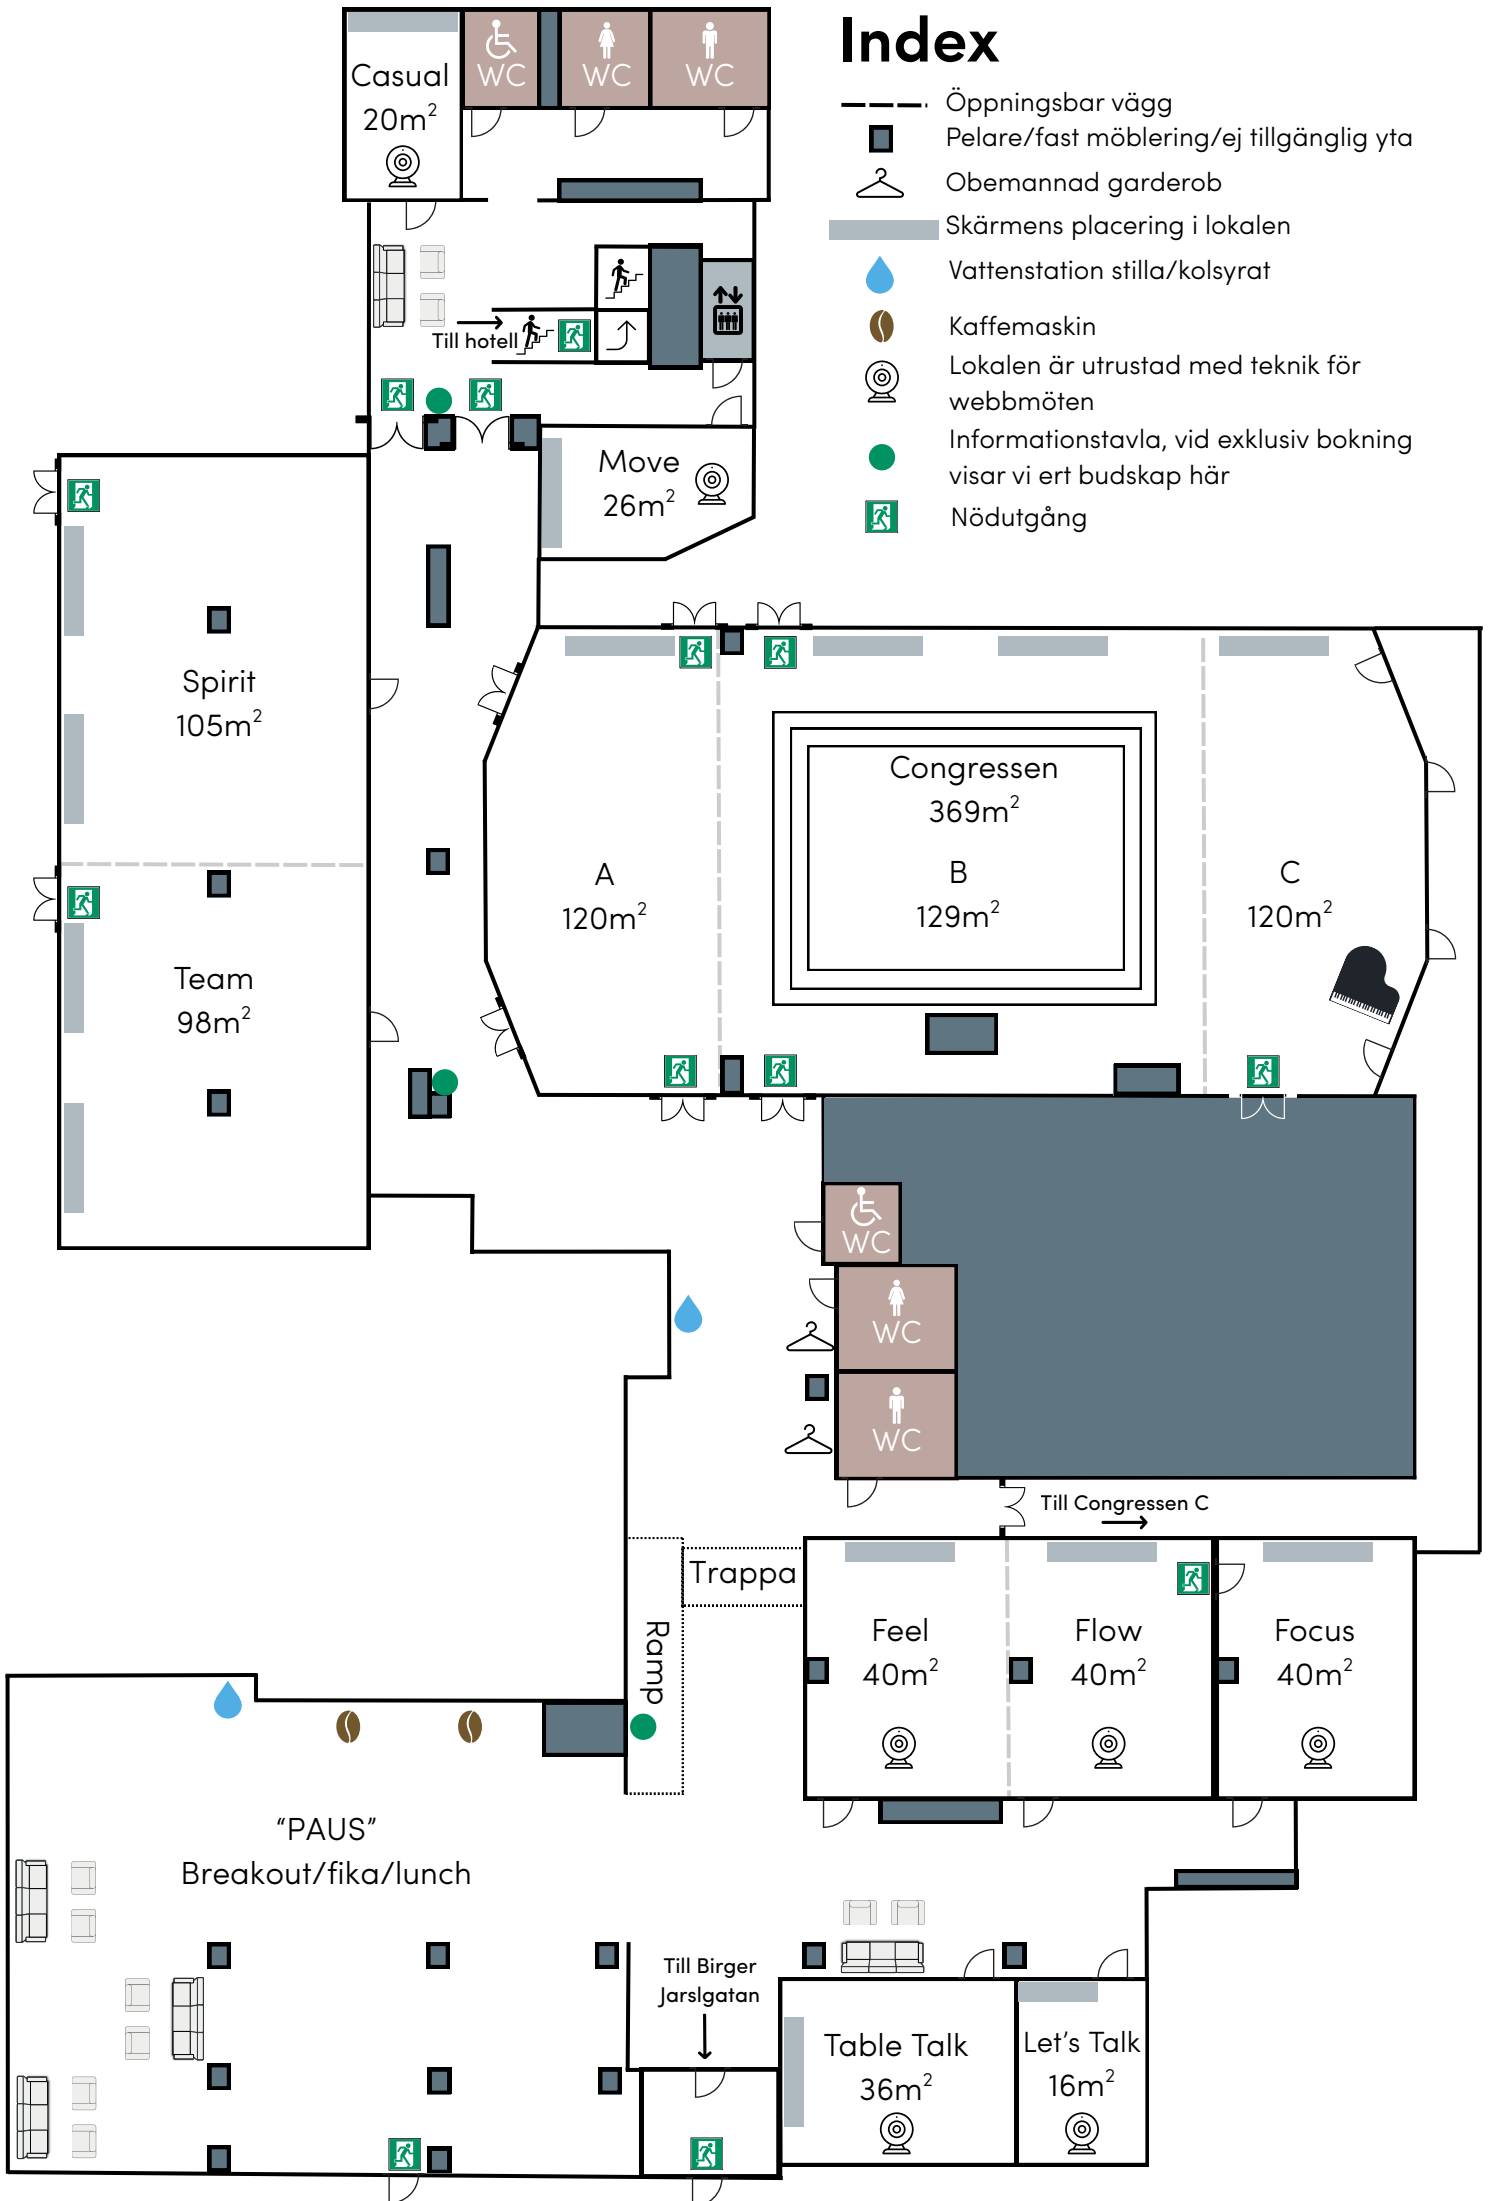 Index
Öppningsbar vägg
Pelare/fast möblering/ej tillgänglig yta
Obemannad garderob
Skärmens placering i lokalen
Vattenstation stilla/kolsyrat
Kaffemaskin
Lokalen är utrustad med teknik för
webbmöten
Informationstavla, vid exklusiv bokning
visar vi ert budskap här
Nödutgång
Casual
20m²
WC
WC
WC
Till hotell
Move
26m²
Spirit
105m²
Team
98m²
Congressen
369m²
A
120m²
B
129m²
C
120m²
WC
WC
WC
Till Congressen C
Trappa
Ramp
Feel
40m²
Flow
40m²
Focus
40m²
“PAUS”
Breakout/fika/lunch
Till Birger
Jarslgatan
Table Talk
36m²
Let’s Talk
16m²